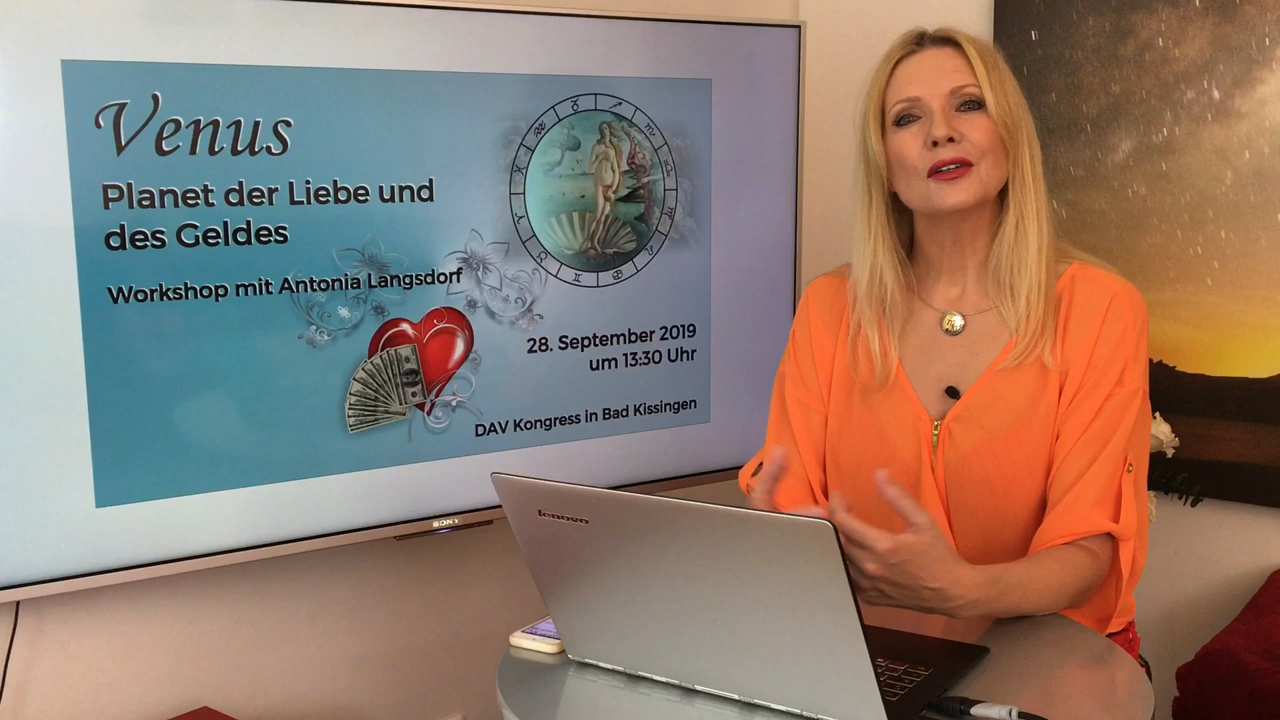 Venus
Planet der Liebe und
des Geldes
Workshop mit Antonia Langsdorf
28. September 2019
um 13:30 Uhr
DAV Kongress in Bad Kissingen
SONY
lenovo